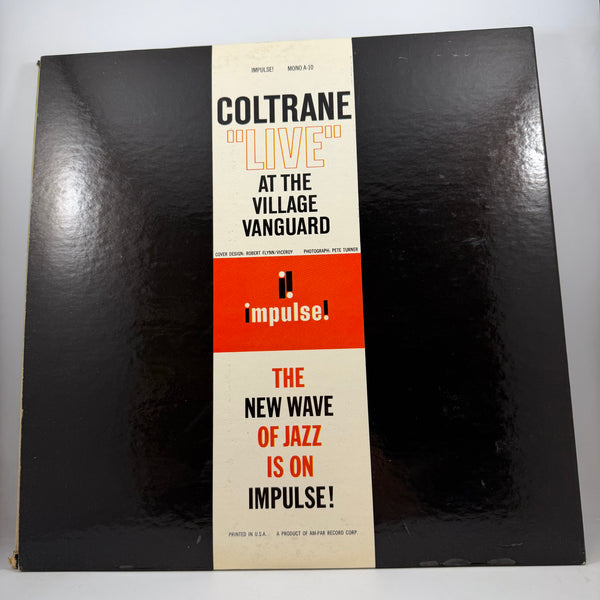 IMPULSE! MONO A-10
COLTRANE
"LIVE"
AT THE
VILLAGE
VANGUARD
COVER DESIGN: ROBERT FLYNN/VICEROY PHOTOGRAPH: PETE TURNER
i!
impulse!
THE
NEW WAVE
OF JAZZ
IS ON
IMPULSE!
PRINTED IN U.S.A. A PRODUCT OF AM-PAR RECORD CORP.